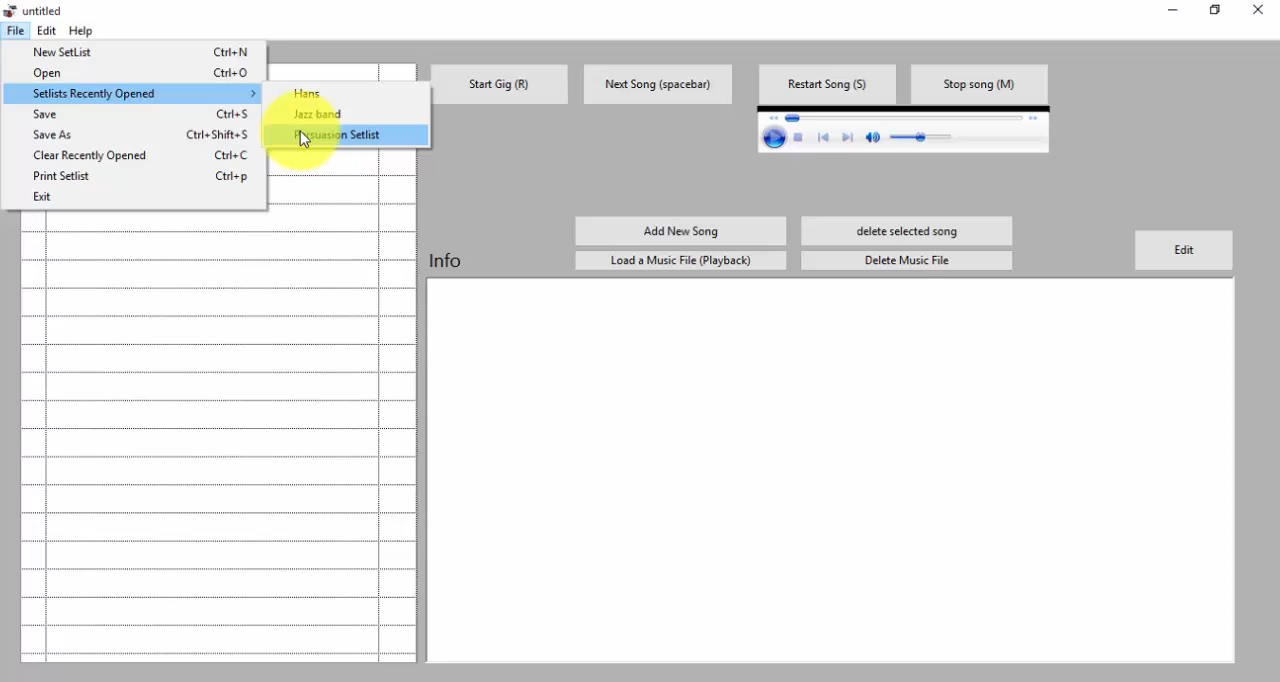 untitled
File Edit Help
New SetList Ctrl+N
Open Ctrl+O
Setlists Recently Opened
Save Ctrl+S
Save As Ctrl+Shift+S
Clear Recently Opened Ctrl+C
Print Setlist Ctrl+p
Exit
Hans
Jazz band
Persuasion Setlist
Start Gig (R)
Next Song (spacebar)
Restart Song (S)
Stop song (M)
Add New Song
delete selected song
Info
Load a Music File (Playback)
Delete Music File
Edit